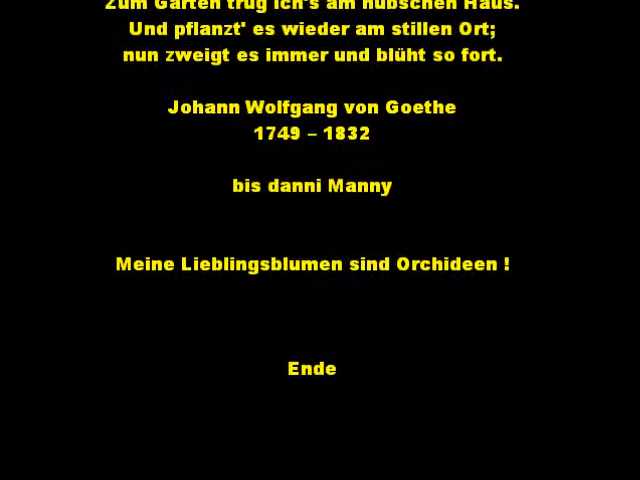 Zum Garten trug ich's am hübschen Haus.
Und pflanzt' es wieder am stillen Ort;
nun zweigt es immer und blüht so fort.
Johann Wolfgang von Goethe
1749 – 1832
bis danni Manny
Meine Lieblingsblumen sind Orchideen !
Ende